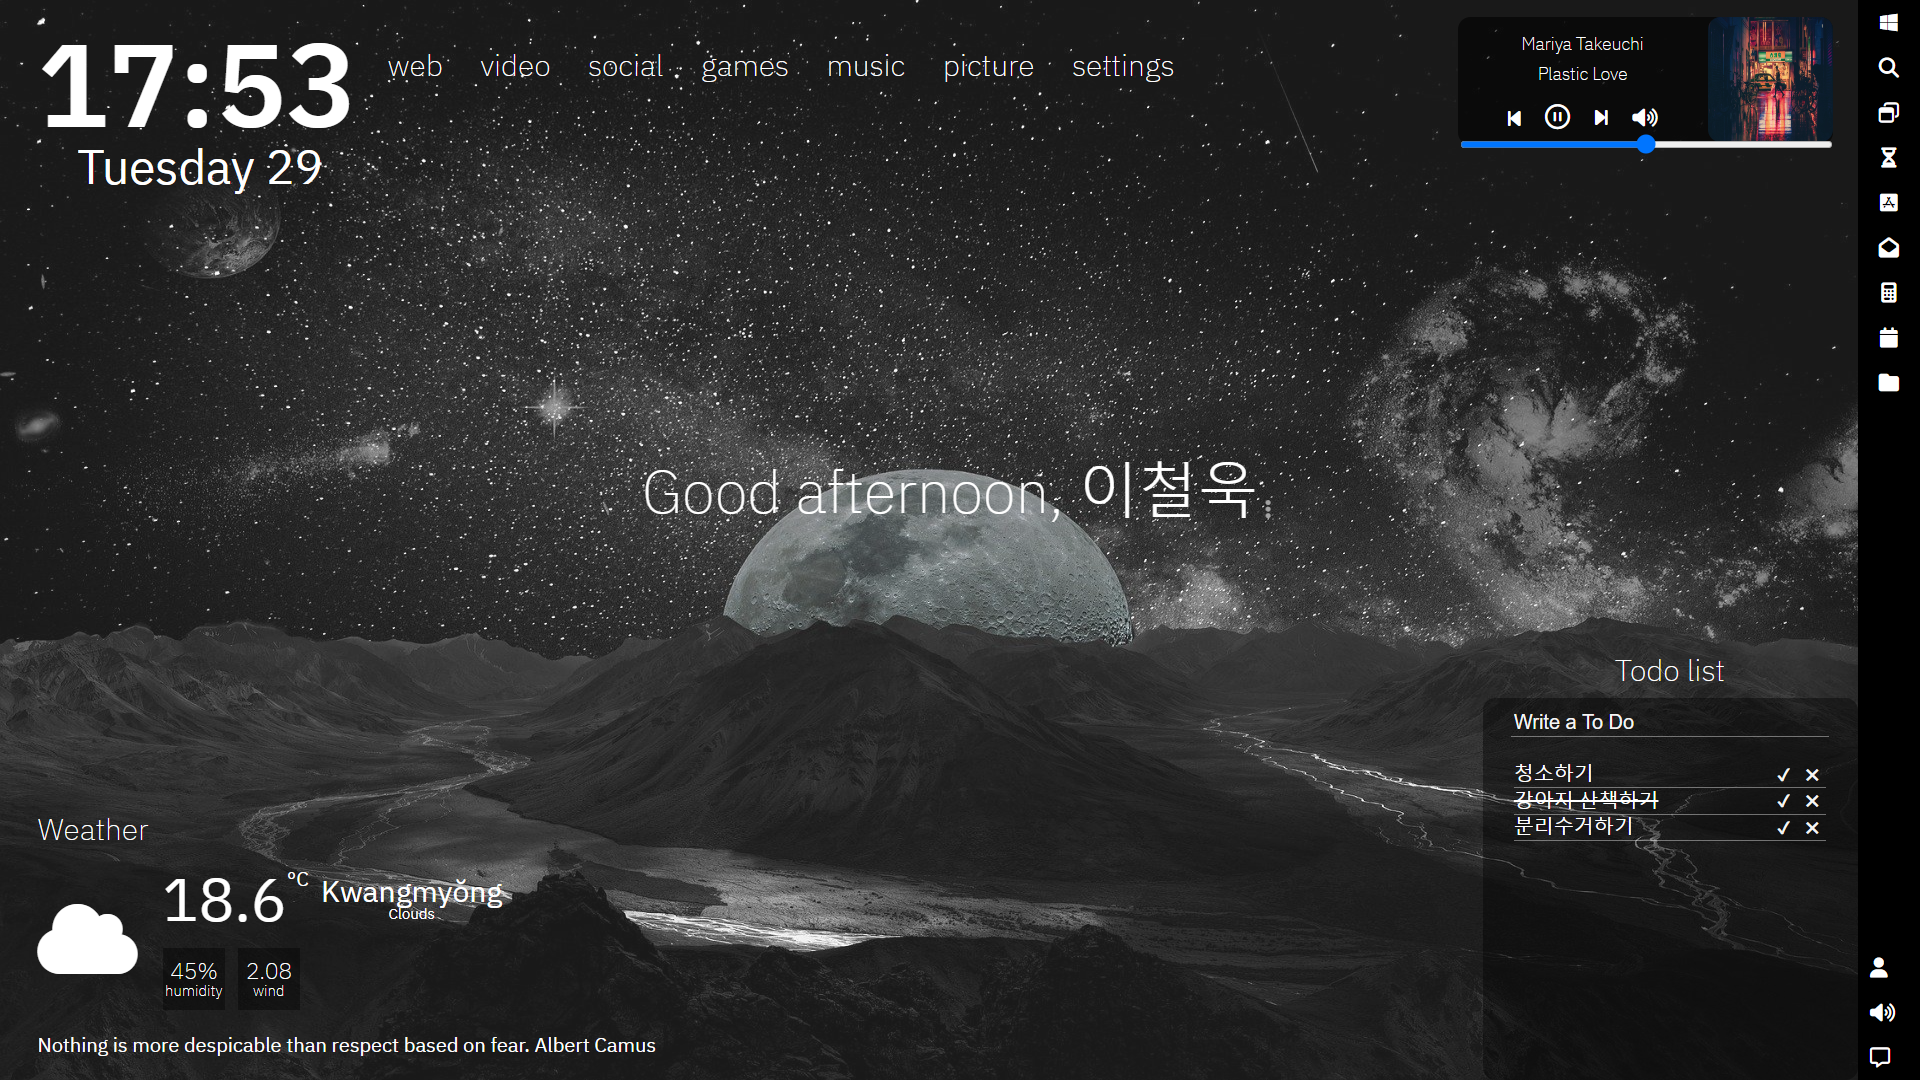 17:53
Tuesday 29
web video social games music picture settings
Mariya Takeuchi
Plastic Love
Good afternoon, 이철욱
Todo list
Write a To Do
청소하기
강아지 산책하기
분리수거하기
Weather
18.6 °C Kwangmyŏng
Clouds
45% humidity
2.08 wind
Nothing is more despicable than respect based on fear. Albert Camus